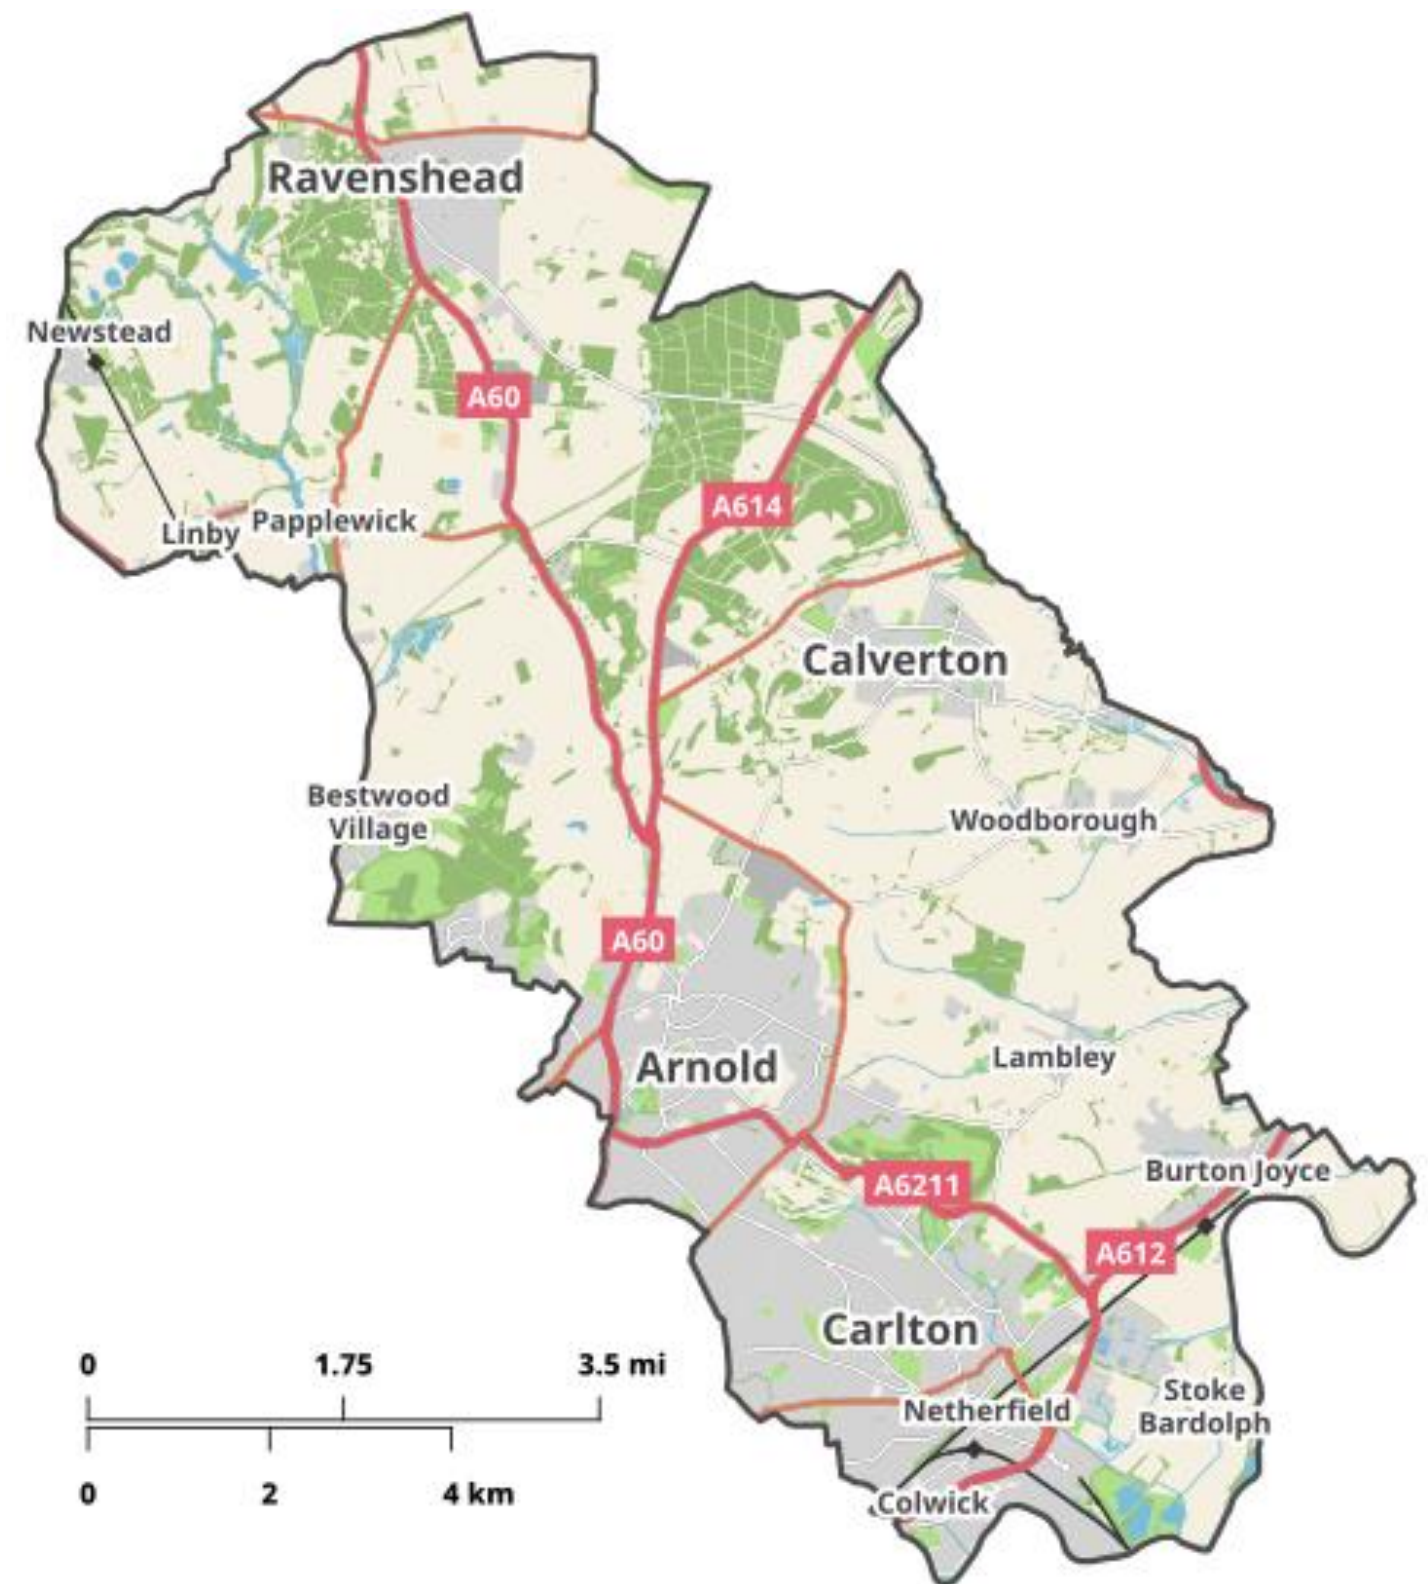 Ravenshead
Newstead
A60
A614
Linby
Papplewick
Calverton
Bestwood
Village
Woodborough
A60
Arnold
Lambley
Burton Joyce
A6211
A612
Carlton
0 1.75 3.5 mi
Stoke
Bardolph
Netherfield
0 2 4 km
Colwick